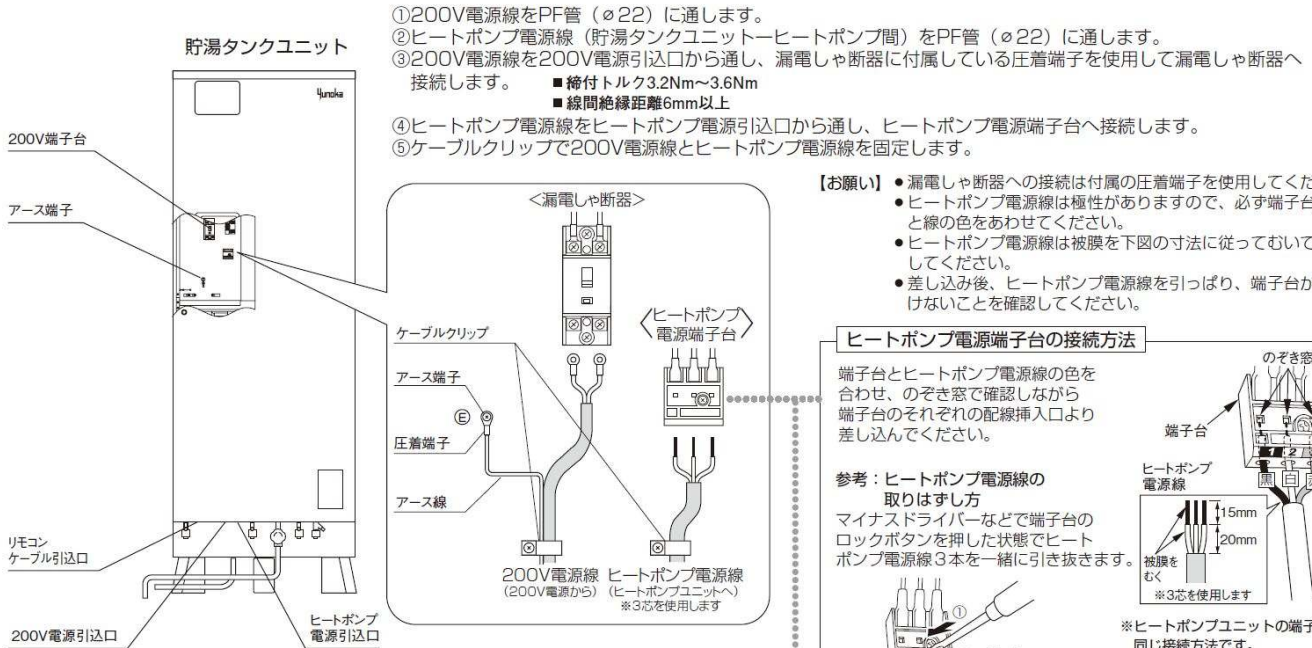 ①200V電源線をPF管（⌀22）に通します。
②ヒートポンプ電源線（貯湯タンクユニットーヒートポンプ間）をPF管（⌀22）に通します。
③200V電源線を200V電源引込口から通し、漏電しゃ断器に付属している圧着端子を使用して漏電しゃ断器へ
接続します。
■締付トルク3.2Nm〜3.6Nm
■線間絶縁距離6mm以上
④ヒートポンプ電源線をヒートポンプ電源引込口から通し、ヒートポンプ電源端子台へ接続します。
⑤ケーブルクリップで200V電源線とヒートポンプ電源線を固定します。
貯湯タンクユニット
Yunoka
200V端子台
アース端子
リモコン
ケーブル引込口
200V電源引込口
ヒートポンプ
電源引込口
＜漏電しゃ断器＞
〈ヒートポンプ
電源端子台〉
ケーブルクリップ
アース端子
Ⓔ
圧着端子
アース線
200V電源線
（200V電源から）
ヒートポンプ電源線
（ヒートポンプユニットへ）
※3芯を使用します
【お願い】●漏電しゃ断器への接続は付属の圧着端子を使用してくだ
●ヒートポンプ電源線は極性がありますので、必ず端子台
と線の色をあわせてください。
●ヒートポンプ電源線は被膜を下図の寸法に従ってむいて
してください。
●差し込み後、ヒートポンプ電源線を引っぱり、端子台か
けないことを確認してください。
ヒートポンプ電源端子台の接続方法
端子台とヒートポンプ電源線の色を
合わせ、のぞき窓で確認しながら
端子台のそれぞれの配線挿入口より
差し込んでください。
のぞき窓
端子台
1 2
黒 白
ヒートポンプ
電源線
15mm
20mm
被膜を
むく
※3芯を使用します
参考：ヒートポンプ電源線の
取りはずし方
マイナスドライバーなどで端子台の
ロックボタンを押した状態でヒート
ポンプ電源線３本を一緒に引き抜きます。
①
※ヒートポンプユニットの端子
同じ接続方法です。